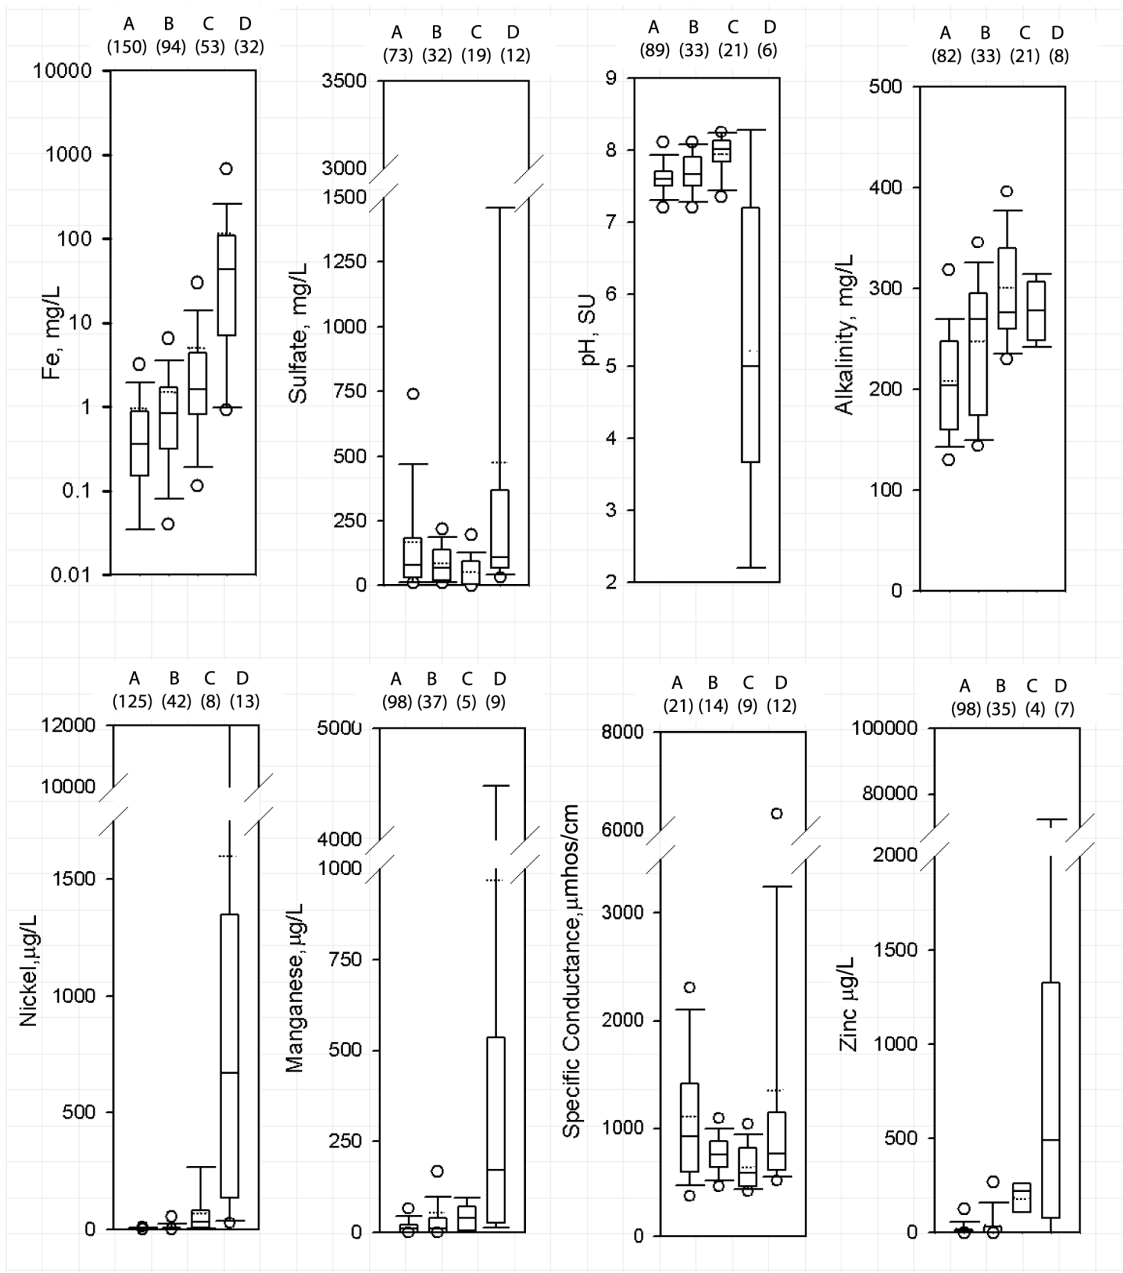 A B C D
(150) (94) (53) (32)
10000
1000
100
10
1
0.1
0.01
Fe, mg/L
A B C D
(73) (32) (19) (12)
3500
3000
1500
1250
1000
750
500
250
0
Sulfate, mg/L
A B C D
(89) (33) (21) (6)
9
8
7
6
5
4
3
2
pH, SU
A B C D
(82) (33) (21) (8)
500
400
300
200
100
0
Alkalinity, mg/L
A B C D
(125) (42) (8) (13)
12000
10000
1500
1000
500
0
Nickel,µg/L
A B C D
(98) (37) (5) (9)
5000
4000
1000
750
500
250
0
Manganese,µg/L
A B C D
(21) (14) (9) (12)
8000
6000
3000
2000
1000
0
Specific Conductance,µmhos/cm
A B C D
(98) (35) (4) (7)
100000
80000
2000
1500
1000
500
0
Zinc µg/L